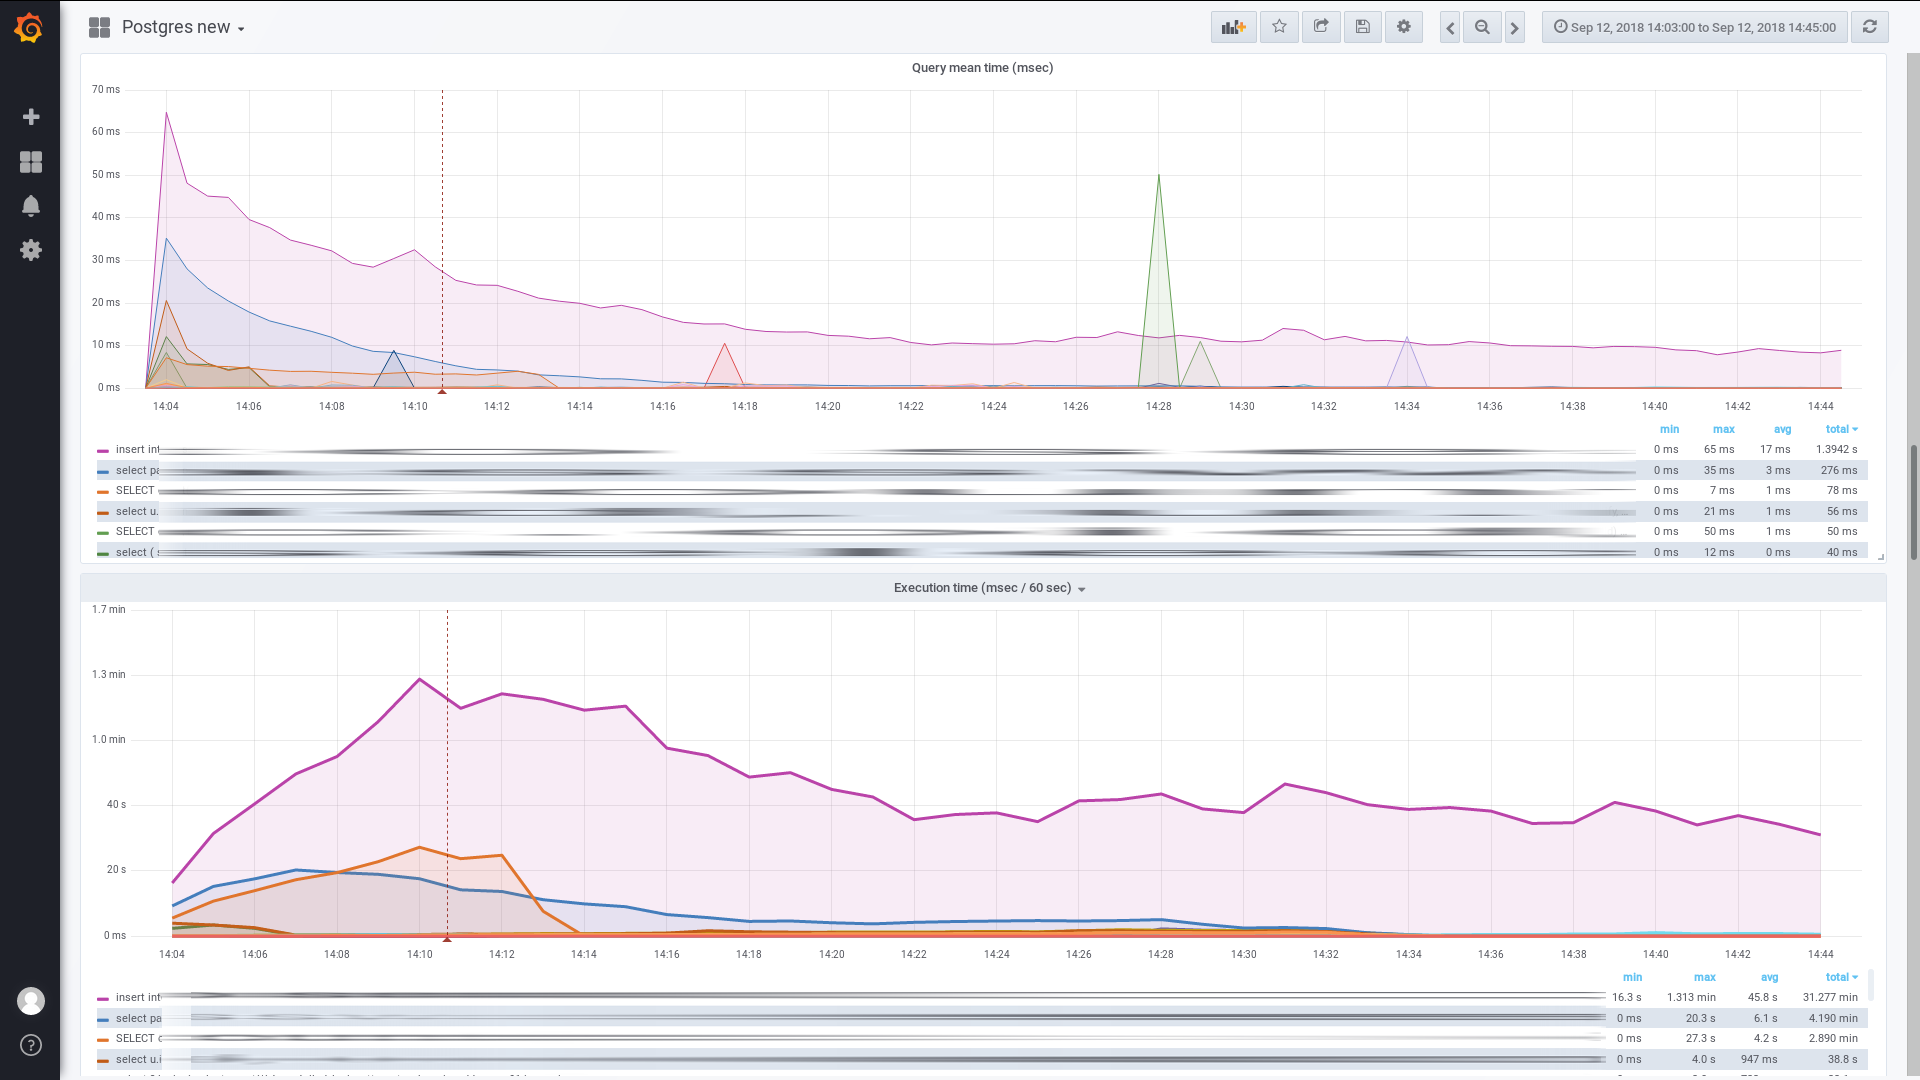 Postgres new
Sep 12, 2018 14:03:00 to Sep 12, 2018 14:45:00
Query mean time (msec)
70 ms
60 ms
50 ms
40 ms
30 ms
20 ms
10 ms
0 ms
14:04 14:06 14:08 14:10 14:12 14:14 14:16 14:18 14:20 14:22 14:24 14:26 14:28 14:30 14:32 14:34 14:36 14:38 14:40 14:42 14:44
min max avg total
insert int 0 ms 65 ms 17 ms 1.3942 s
select pa 0 ms 35 ms 3 ms 276 ms
SELECT 0 ms 7 ms 1 ms 78 ms
select u. 0 ms 21 ms 1 ms 56 ms
SELECT 0 ms 50 ms 1 ms 50 ms
select ( 0 ms 12 ms 0 ms 40 ms
Execution time (msec / 60 sec)
1.7 min
1.3 min
1.0 min
40 s
20 s
0 ms
14:04 14:06 14:08 14:10 14:12 14:14 14:16 14:18 14:20 14:22 14:24 14:26 14:28 14:30 14:32 14:34 14:36 14:38 14:40 14:42 14:44
min max avg total
insert int 16.3 s 1.313 min 45.8 s 31.277 min
select pa 0 ms 20.3 s 6.1 s 4.190 min
SELECT 0 ms 27.3 s 4.2 s 2.890 min
select u.i 0 ms 4.0 s 947 ms 38.8 s